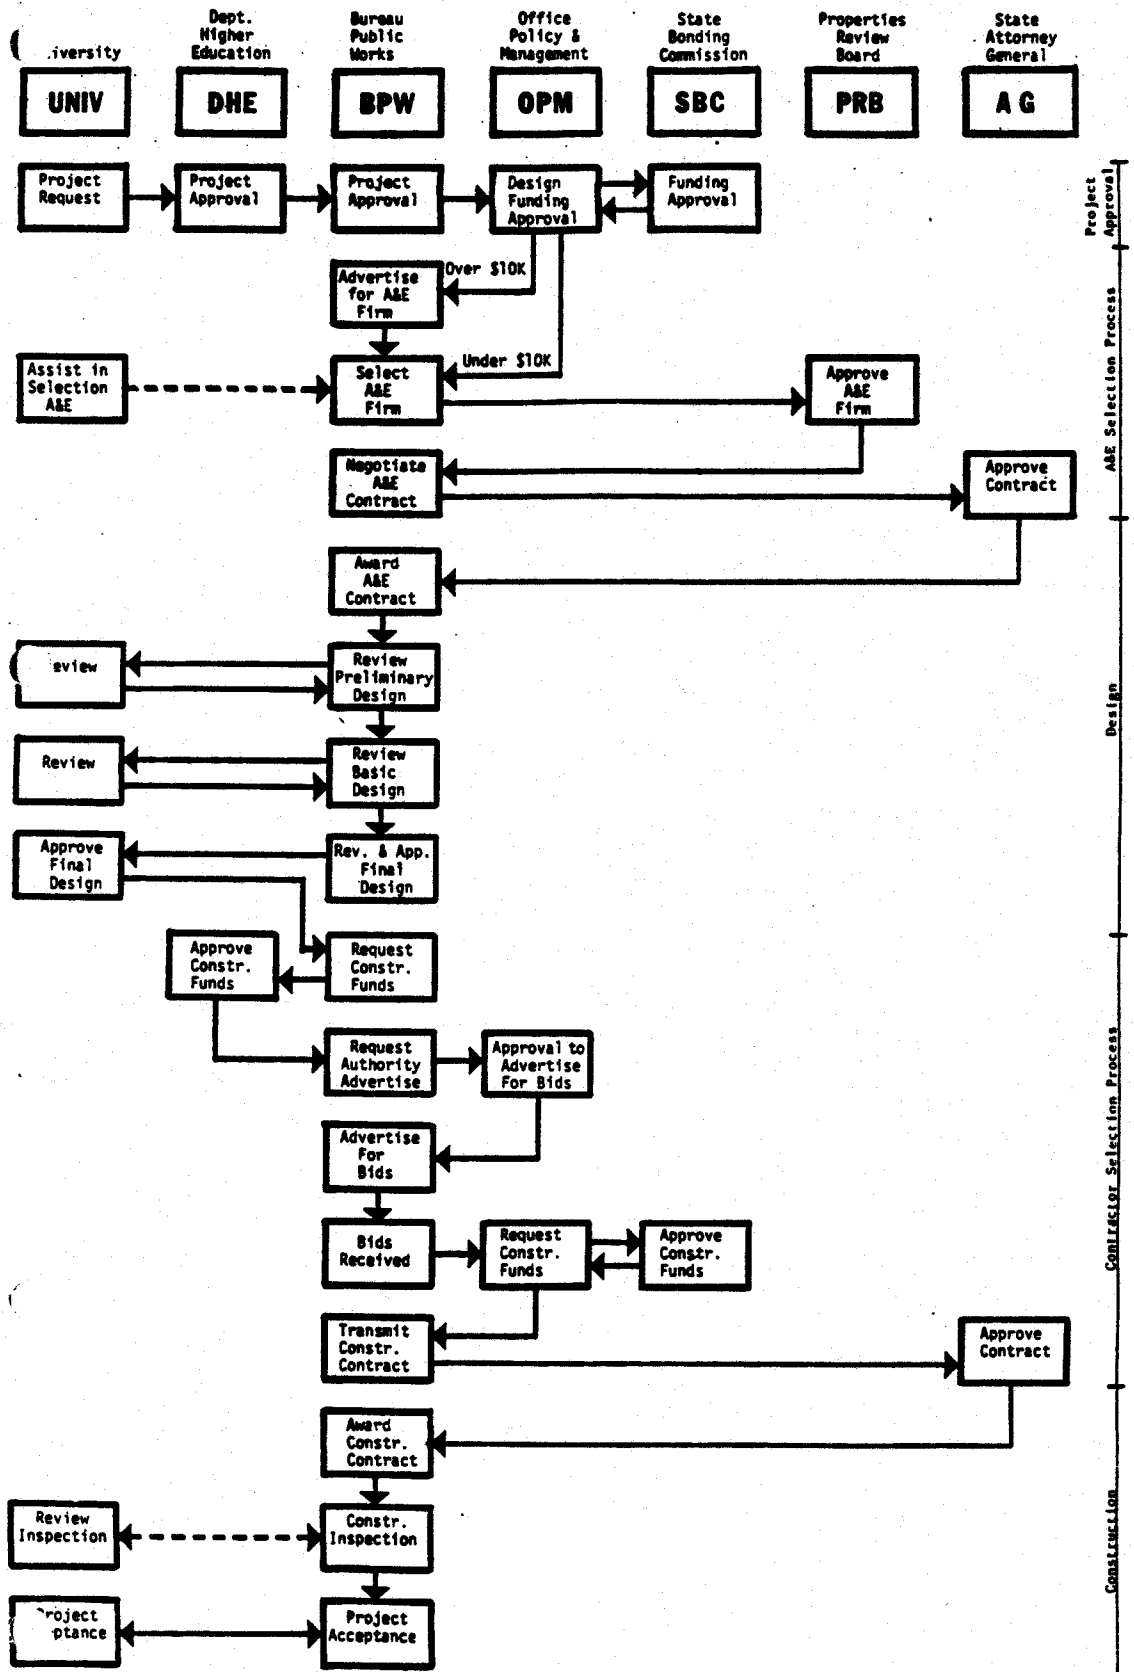 Dept.
Higher
Education
Bureau
Public
Works
Office
Policy &
Management
State
Bonding
Commission
Properties
Review
Board
State
Attorney
General
.iversity
UNIV
DHE
BPW
OPM
SBC
PRB
AG
Project
Request
Project
Approval
Project
Approval
Design
Funding
Approval
Funding
Approval
Project
Approval
Over $10K
Advertise
for A&E
Firm
Under $10K
Assist in
Selection
A&E
Select
A&E
Firm
Approve
A&E
Firm
A&E Selection Process
Negotiate
A&E
Contract
Approve
Contract
Award
A&E
Contract
eview
Review
Preliminary
Design
Design
Review
Review
Basic
Design
Approve
Final
Design
Rev. & App.
Final
Design
Approve
Constr.
Funds
Request
Constr.
Funds
Request
Authority
Advertise
Approval to
Advertise
For Bids
Contractor Selection Process
Advertise
For
Bids
Bids
Received
Request
Constr.
Funds
Approve
Constr.
Funds
Transmit
Constr.
Contract
Approve
Contract
Award
Constr.
Contract
Review
Inspection
Constr.
Inspection
Construction
roject
ptance
Project
Acceptance